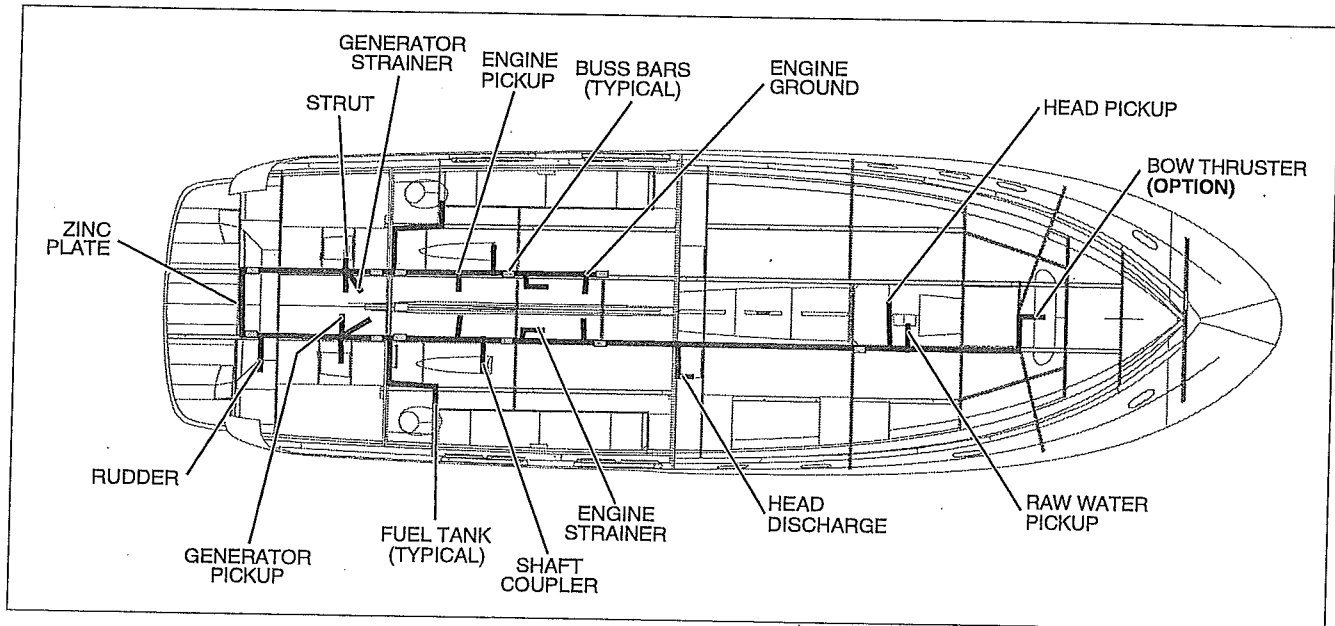 GENERATOR
STRAINER
STRUT
ENGINE
PICKUP
BUSS BARS
(TYPICAL)
ENGINE
GROUND
HEAD PICKUP
BOW THRUSTER
(OPTION)
ZINC
PLATE
RUDDER
GENERATOR
PICKUP
FUEL TANK
(TYPICAL)
SHAFT
COUPLER
ENGINE
STRAINER
HEAD
DISCHARGE
RAW WATER
PICKUP